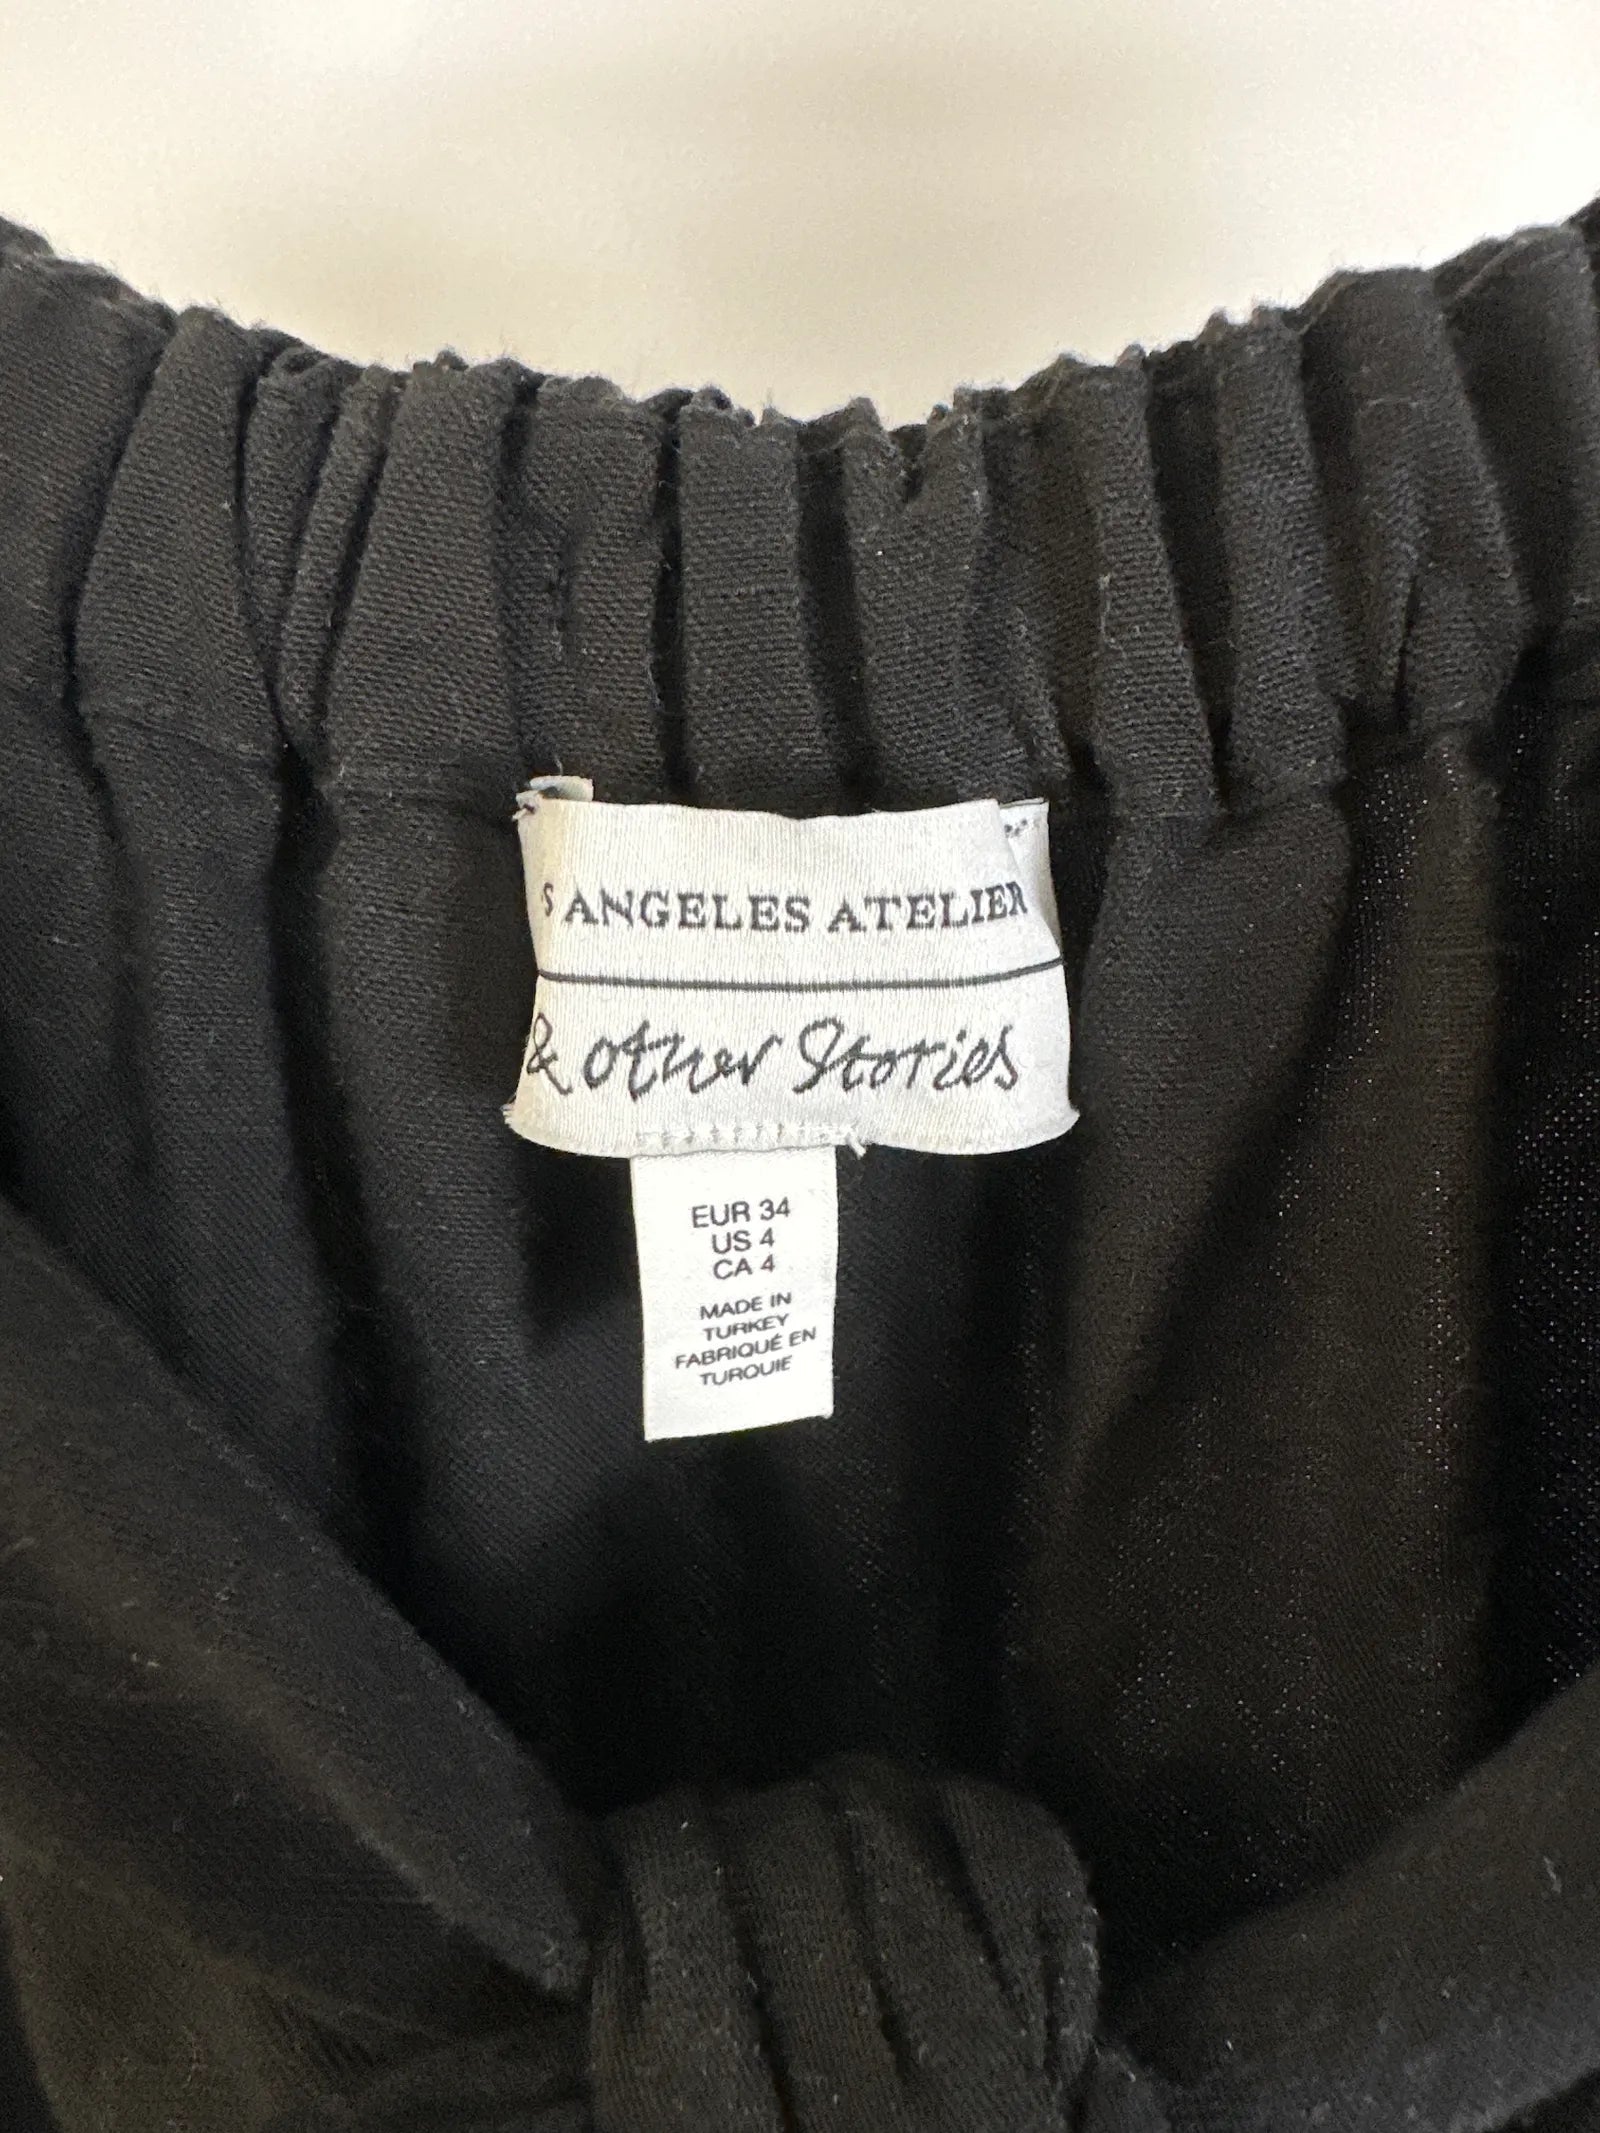 S ANGELES ATELIER
& other Stories
EUR 34
US 4
CA 4
MADE IN
TURKEY
FABRIQUÉ EN
TURQUIE